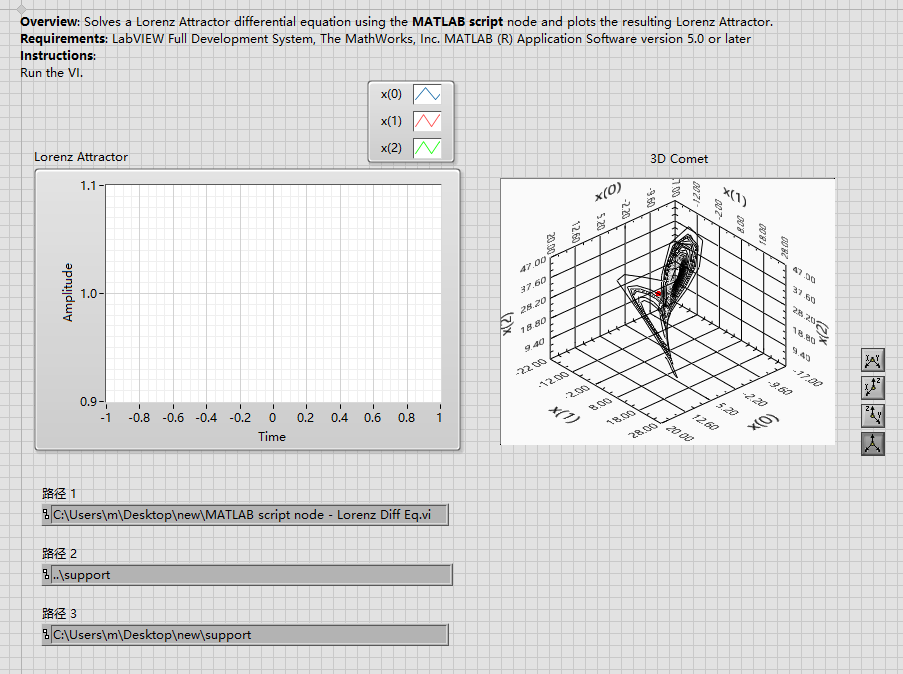 Overview: Solves a Lorenz Attractor differential equation using the MATLAB script node and plots the resulting Lorenz Attractor.
Requirements: LabVIEW Full Development System, The MathWorks, Inc. MATLAB (R) Application Software version 5.0 or later
Instructions:
Run the VI.
x(0)
x(1)
x(2)
Lorenz Attractor
1.1
1.0
0.9
Amplitude
-1 -0.8 -0.6 -0.4 -0.2 0 0.2 0.4 0.6 0.8 1
Time
3D Comet
x(0)
20.00 12.60 5.20 -2.20 -9.60
x(1)
-12.00 -2.00 8.00 18.00 28.00
47.00
37.60
28.20
18.80
9.40
x(2)
47.00
37.60
28.20
18.80
9.40
x(2)
-22.00 -12.00 -2.00 8.00 18.00 28.00
x(1)
20.00 12.60 5.20 -2.20 -9.60 -17.00
x(0)
路径 1
C:\Users\m\Desktop\new\MATLAB script node - Lorenz Diff Eq.vi
路径 2
..\support
路径 3
C:\Users\m\Desktop\new\support